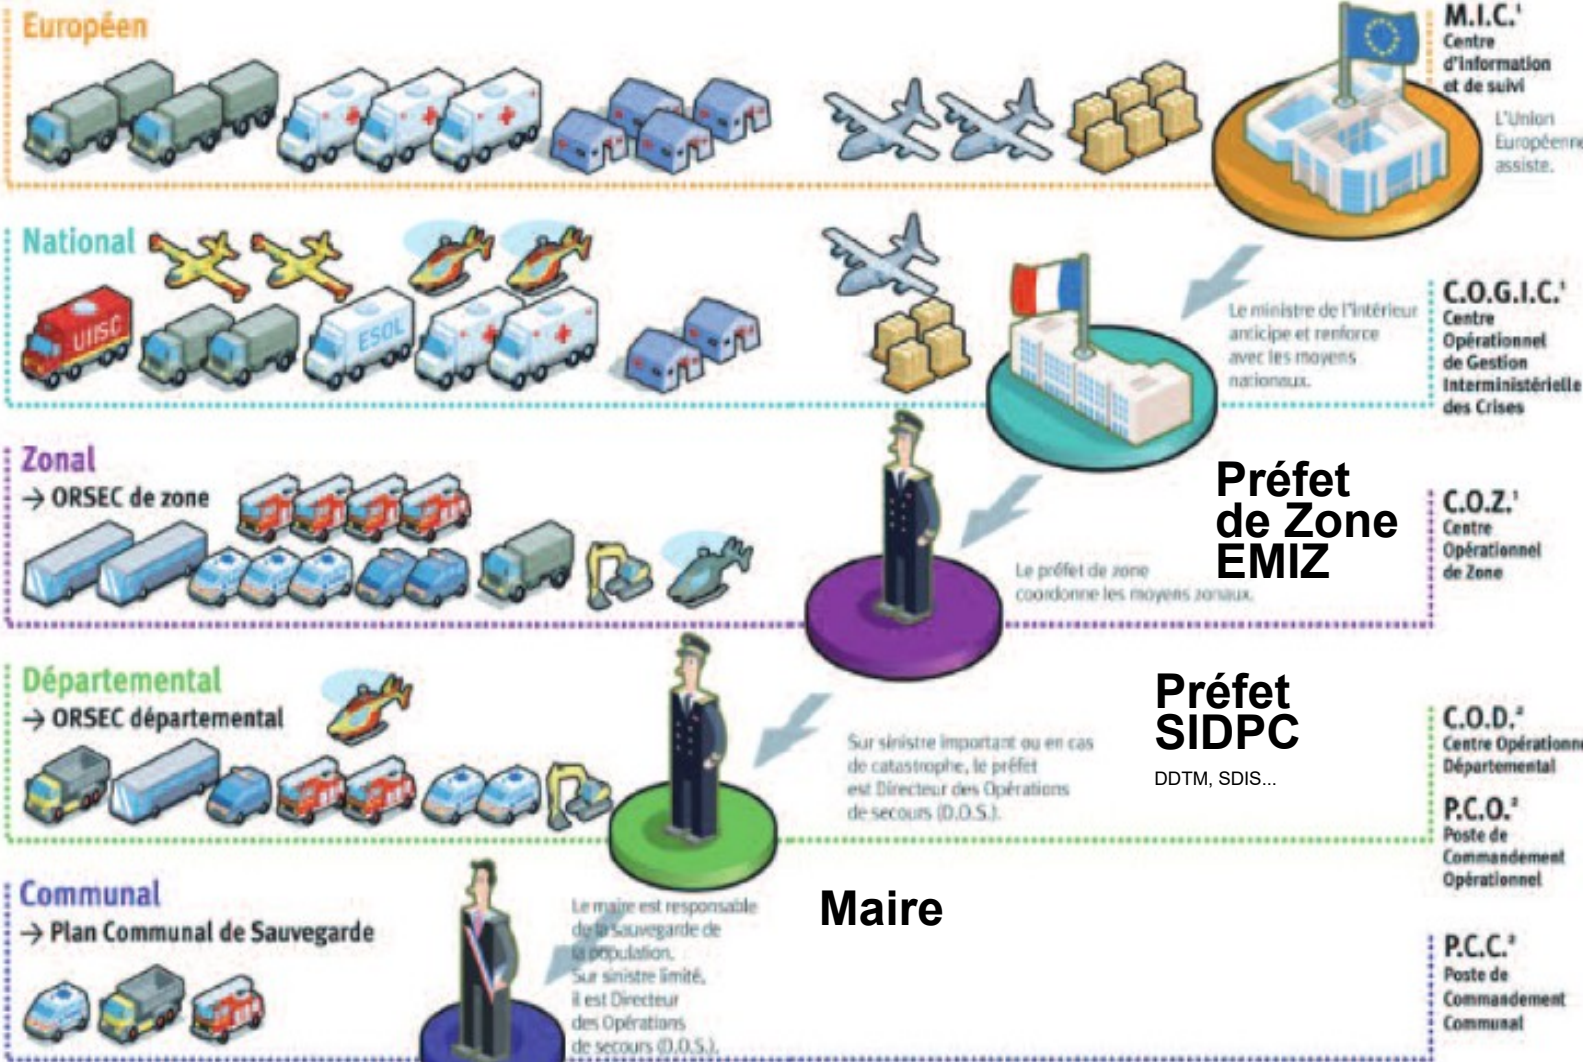 Européen
M.I.C.¹
Centre
d'information
et de suivi
L'Union
Européenne
assiste.
National
UIISC
ESOL
Le ministre de l'intérieur
anticipe et renforce
avec les moyens
nationaux.
C.O.G.I.C.¹
Centre
Opérationnel
de Gestion
Interministérielle
des Crises
Zonal
→ ORSEC de zone
Préfet
de Zone
EMIZ
Le préfet de zone
coordonne les moyens zonaux.
C.O.Z.¹
Centre
Opérationnel
de Zone
Départemental
→ ORSEC départemental
Sur sinistre important ou en cas
de catastrophe, le préfet
est Directeur des Opérations
de secours (D.O.S.).
Préfet
SIDPC
DDTM, SDIS...
C.O.D.²
Centre Opérationne
Départemental
P.C.O.²
Poste de
Commandement
Opérationnel
Communal
→ Plan Communal de Sauvegarde
Le maire est responsable
de la sauvegarde de
la population.
Sur sinistre limité,
il est Directeur
des Opérations
de secours (D.O.S.).
Maire
P.C.C.²
Poste de
Commandement
Communal